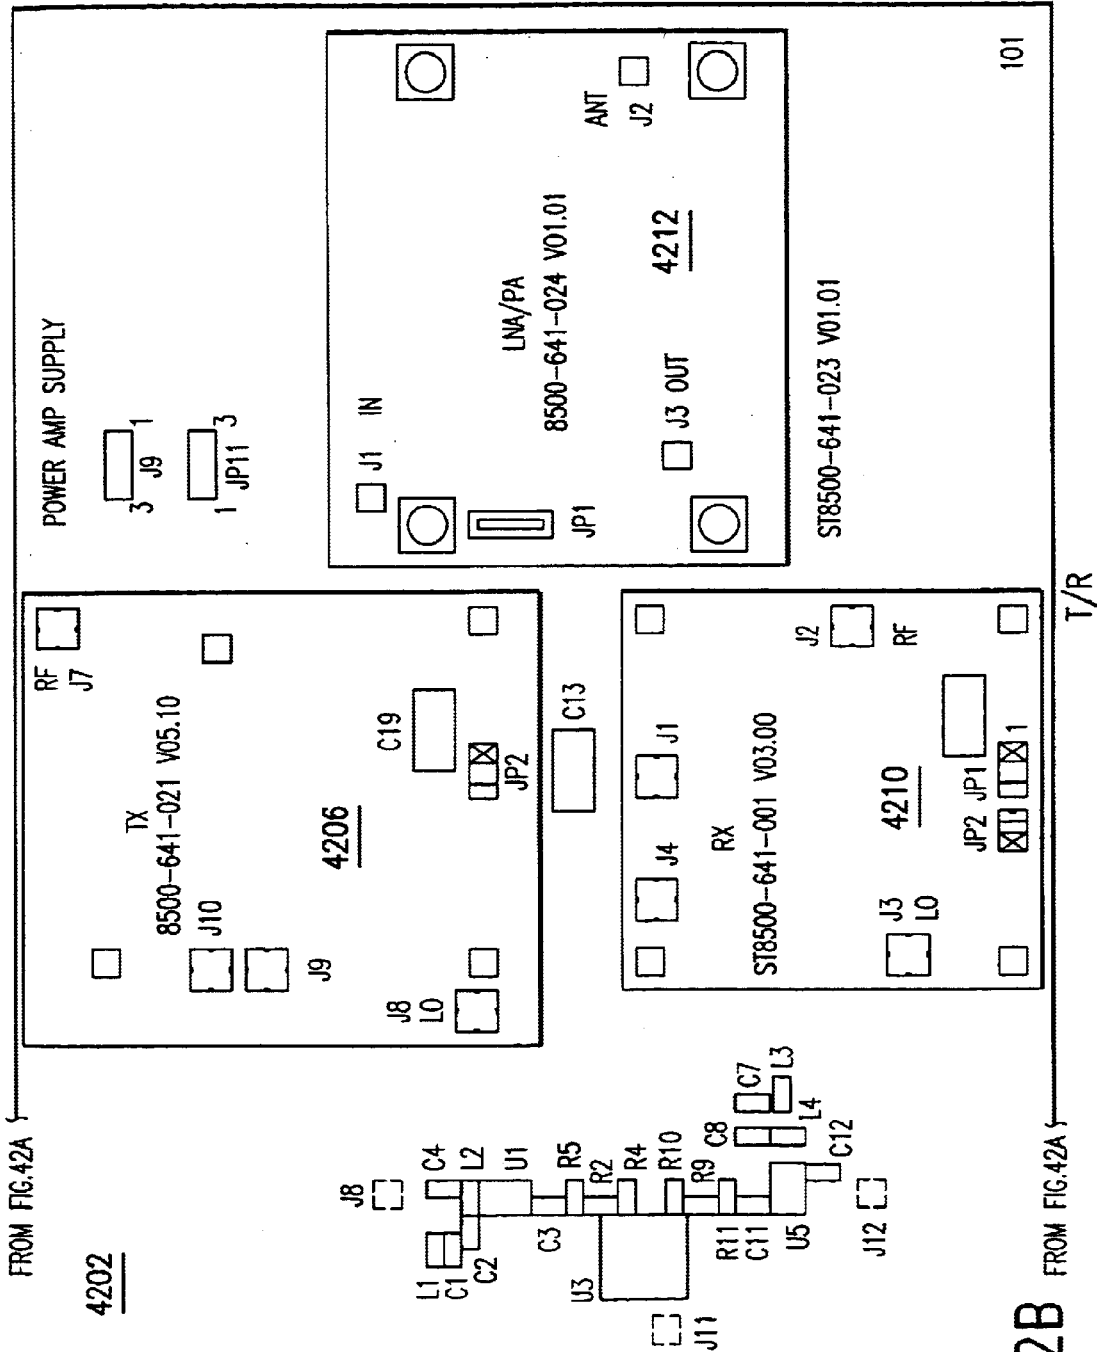 FROM FIG.42A
4202
J8
L1
C1
C2
C4
L2
U1
C3
R5
R2
R4
U3
R10
R9
R11
C11
U5
J11
J12
C8
C7
L3
L4
C12
FROM FIG.42A
2B
RF
J7
TX
8500-641-021 V05.10
J10
J9
J8
LO
4206
C19
JP2
C13
POWER AMP SUPPLY
3
J9
1
1
JP11
3
J1
IN
LNA/PA
8500-641-024 V01.01
JP1
J3 OUT
4212
ANT
J2
ST8500-641-023 V01.01
101
J4
J1
RX
ST8500-641-001 V03.00
J2
RF
J3
LO
4210
JP2
JP1
1
T/R